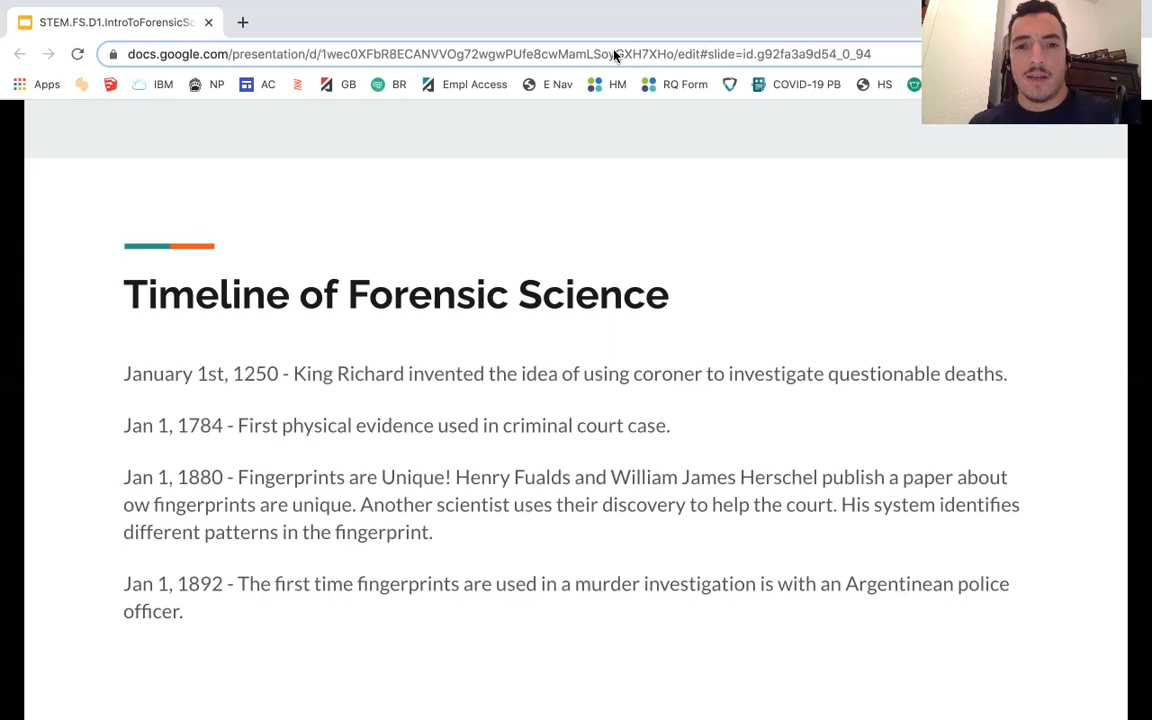 STEM.FS.D1.IntroToForensicSc
docs.google.com/presentation/d/1wec0XFbR8ECANVVOg72wgwPUfe8cwMamLSoy XH7XHo/edit#slide=id.g92fa3a9d54_0_94
Apps IBM NP AC GB BR Empl Access E Nav HM RQ Form COVID-19 PB HS
Timeline of Forensic Science
January 1st, 1250 - King Richard invented the idea of using coroner to investigate questionable deaths.
Jan 1, 1784 - First physical evidence used in criminal court case.
Jan 1, 1880 - Fingerprints are Unique! Henry Fualds and William James Herschel publish a paper about
ow fingerprints are unique. Another scientist uses their discovery to help the court. His system identifies
different patterns in the fingerprint.
Jan 1, 1892 - The first time fingerprints are used in a murder investigation is with an Argentinean police
officer.